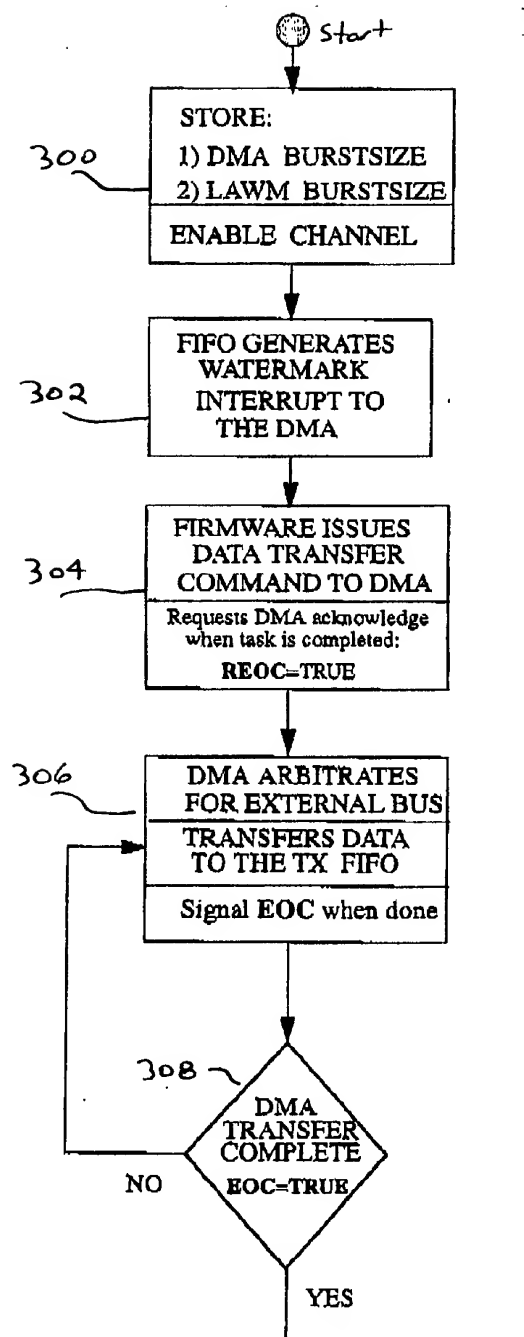 Start
STORE:
300
1) DMA BURSTSIZE
2) LAWM BURSTSIZE
ENABLE CHANNEL
FIFO GENERATES
WATERMARK
302
INTERRUPT TO
THE DMA
FIRMWARE ISSUES
DATA TRANSFER
304
COMMAND TO DMA
Requests DMA acknowledge
when task is completed:
REOC=TRUE
306
DMA ARBITRATES
FOR EXTERNAL BUS
TRANSFERS DATA
TO THE TX FIFO
Signal EOC when done
308
DMA
TRANSFER
COMPLETE
EOC=TRUE
NO
YES